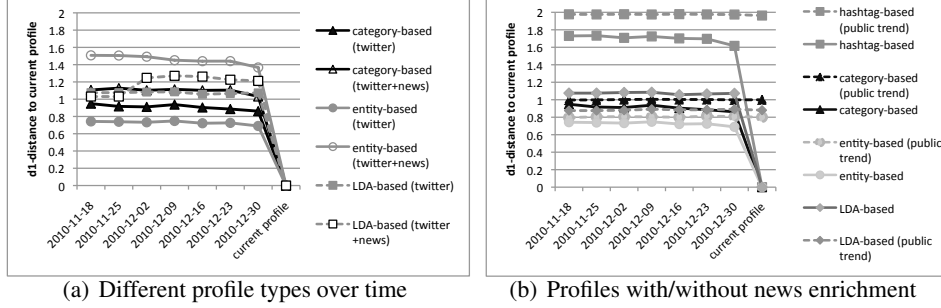 d1-distance to current profile
2
1.8
1.6
1.4
1.2
1
0.8
0.6
0.4
0.2
0
2010-11-18
2010-11-25
2010-12-02
2010-12-09
2010-12-16
2010-12-23
2010-12-30
current profile
category-based
(twitter)
category-based
(twitter+news)
entity-based
(twitter)
entity-based
(twitter+news)
LDA-based (twitter)
LDA-based (twitter
+news)
(a) Different profile types over time
d1-distance to current profile
2
1.8
1.6
1.4
1.2
1
0.8
0.6
0.4
0.2
0
2010-11-18
2010-11-25
2010-12-02
2010-12-09
2010-12-16
2010-12-23
2010-12-30
current profile
hashtag-based
(public trend)
hashtag-based
category-based
(public trend)
category-based
entity-based (public
trend)
entity-based
LDA-based
LDA-based (public
trend)
(b) Profiles with/without news enrichment